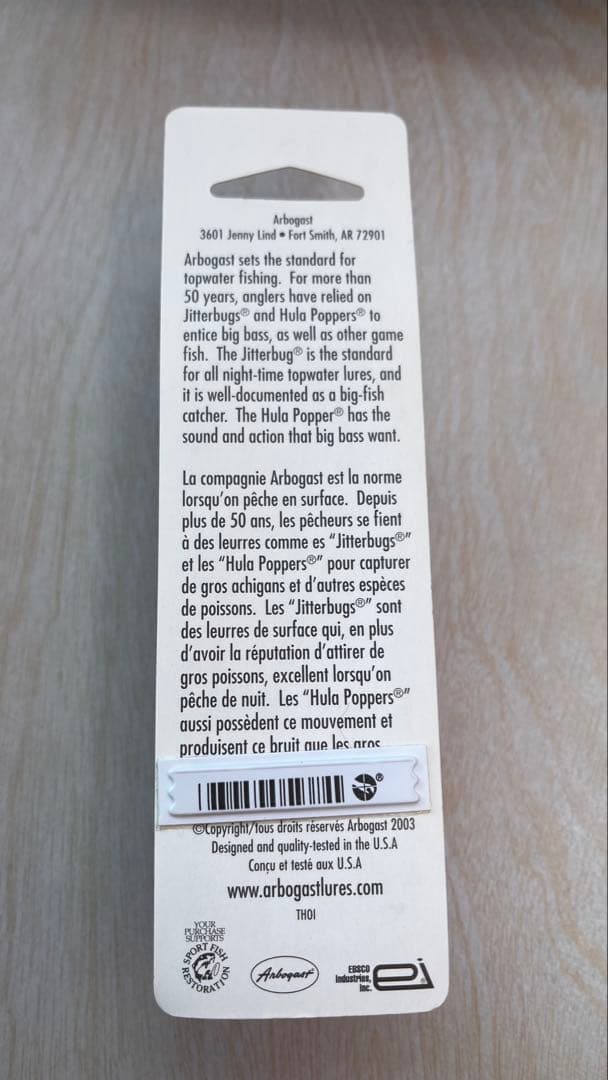 Arbogast
3601 Jenny Lind • Fort Smith, AR 72901
Arbogast sets the standard for
topwater fishing. For more than
50 years, anglers have relied on
Jitterbugs® and Hula Poppers® to
entice big bass, as well as other game
fish. The Jitterbug® is the standard
for all night-time topwater lures, and
it is well-documented as a big-fish
catcher. The Hula Popper® has the
sound and action that big bass want.
La compagnie Arbogast est la norme
lorsqu'on pêche en surface. Depuis
plus de 50 ans, les pêcheurs se fient
à des leurres comme es "Jitterbugs®"
et les "Hula Poppers®" pour capturer
de gros achigans et d'autres espèces
de poissons. Les "Jitterbugs®" sont
des leurres de surface qui, en plus
d'avoir la réputation d'attirer de
gros poissons, excellent lorsqu'on
pêche de nuit. Les "Hula Poppers®"
aussi possèdent ce mouvement et
produisent ce bruit que les gros
©Copyright/tous droits réservés Arbogast 2003
Designed and quality-tested in the U.S.A
Conçu et testé aux U.S.A
www.arbogastlures.com
TH01
YOUR
PURCHASE
SUPPORTS
SPORT FISH
RESTORATION
Arbogast
EBSCO
Industries,
Inc.
ei